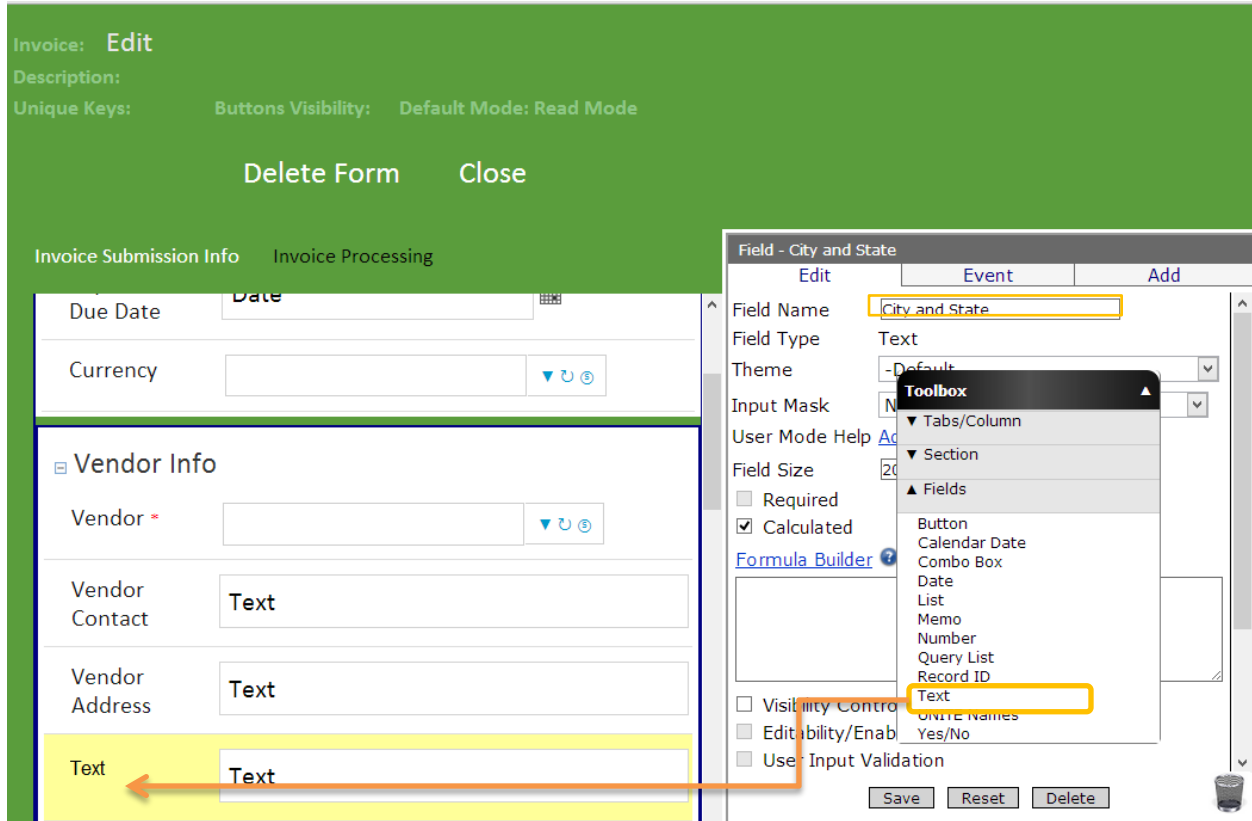 Invoice: Edit
Description:
Unique Keys: Buttons Visibility: Default Mode: Read Mode
Delete Form Close
Invoice Submission Info Invoice Processing
Due Date
Date
Currency
Vendor Info
Vendor *
Vendor
Contact
Text
Vendor
Address
Text
Text
Text
Field - City and State
Edit Event Add
Field Name City and State
Field Type Text
Theme -Default
Input Mask N
User Mode Help
Field Size 20
Required
Calculated
Formula Builder
Visibility Contro
Editability/Enab
User Input Validation
Save Reset Delete
Toolbox
Tabs/Column
Section
Fields
Button
Calendar Date
Combo Box
Date
List
Memo
Number
Query List
Record ID
Text
UNITE Names
Yes/No